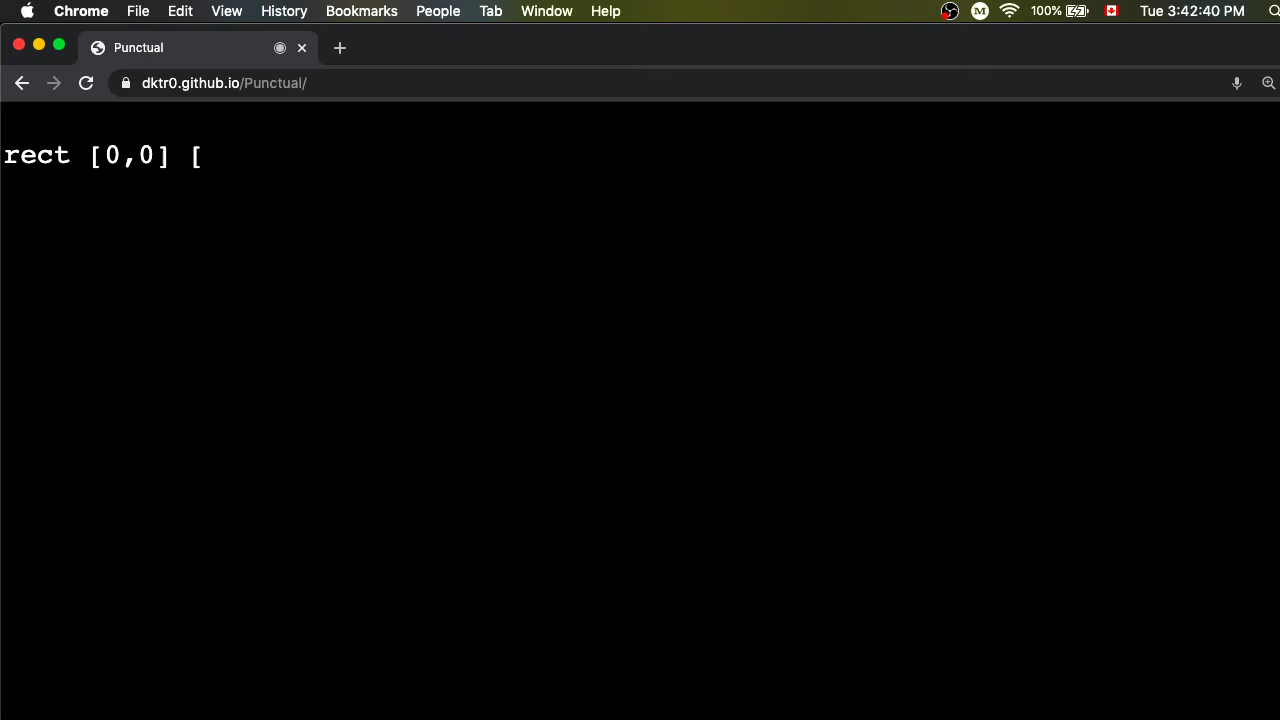 Chrome File Edit View History Bookmarks People Tab Window Help M 100% Tue 3:42:40 PM
Punctual
dktr0.github.io/Punctual/
rect [0,0] [